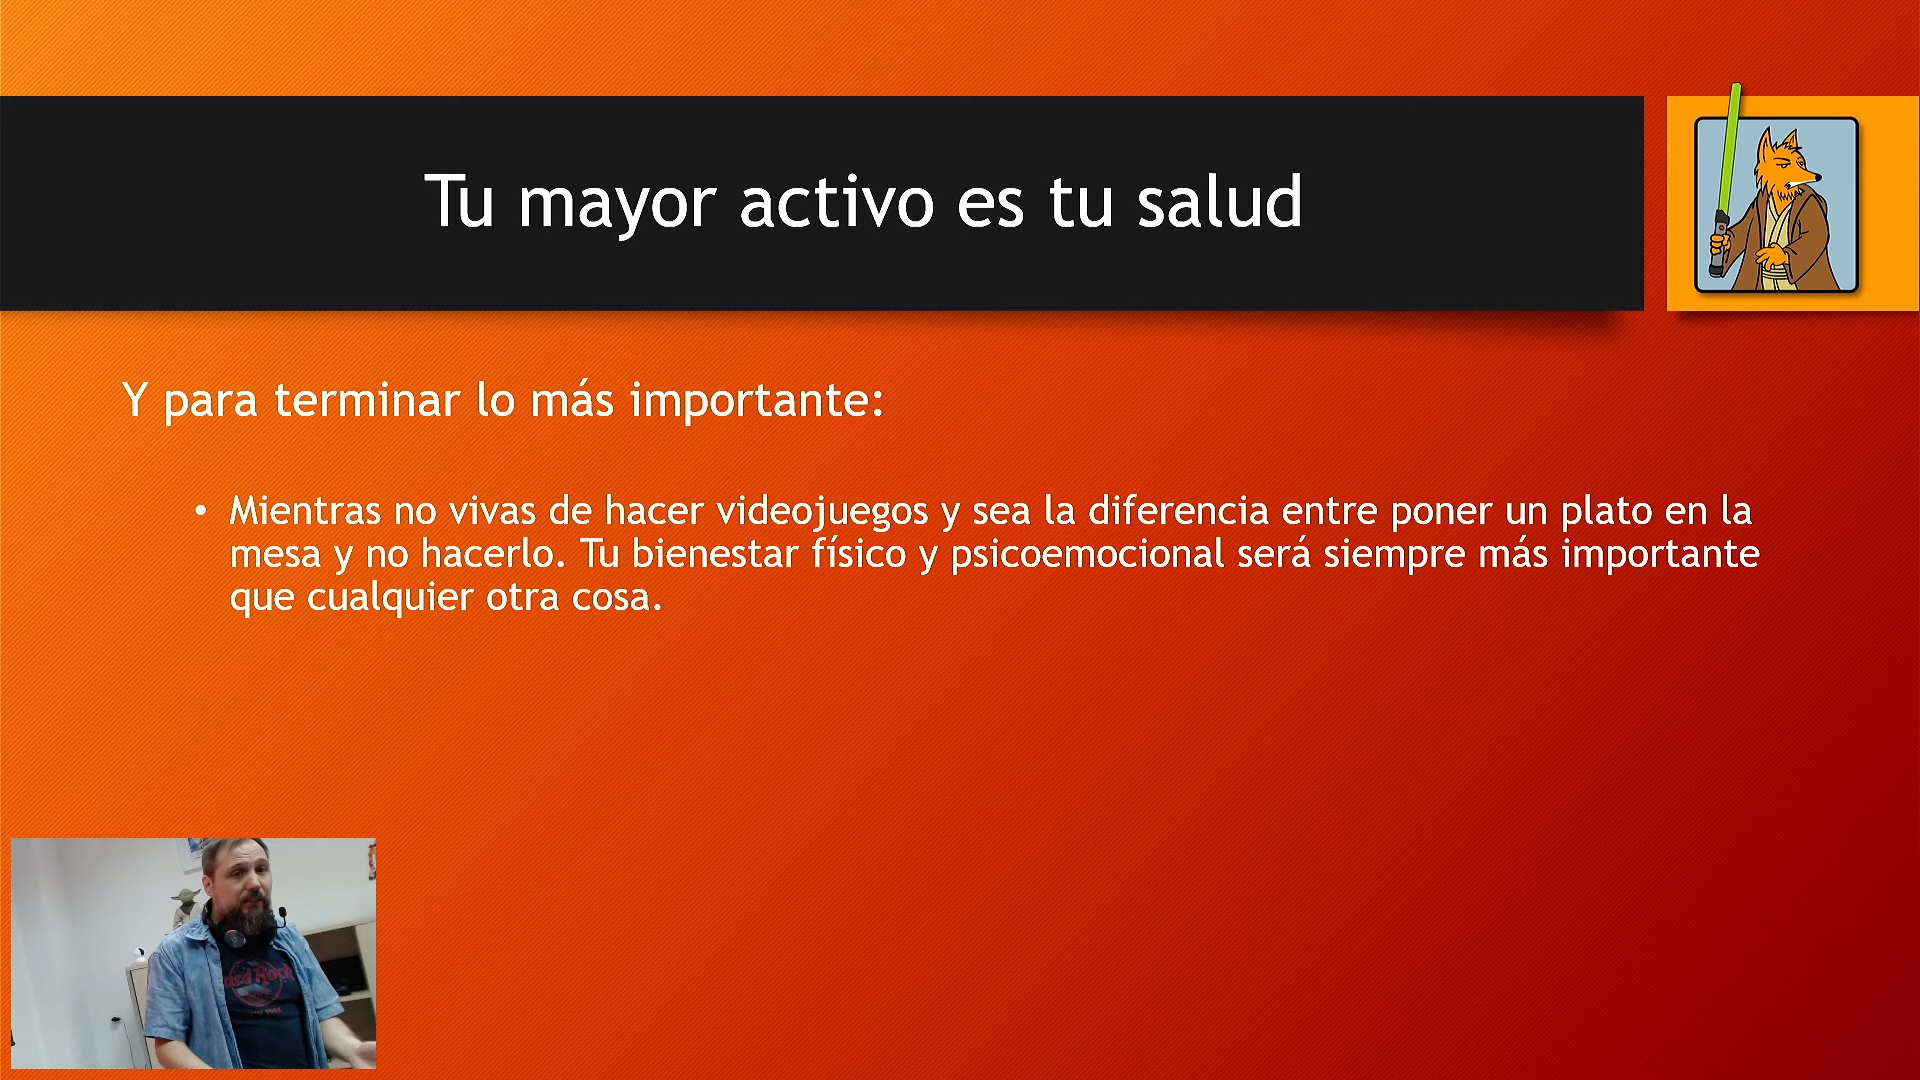 Tu mayor activo es tu salud
Y para terminar lo más importante:
• Mientras no vivas de hacer videojuegos y sea la diferencia entre poner un plato en la
mesa y no hacerlo. Tu bienestar físico y psicoemocional será siempre más importante
que cualquier otra cosa.
ard Rock